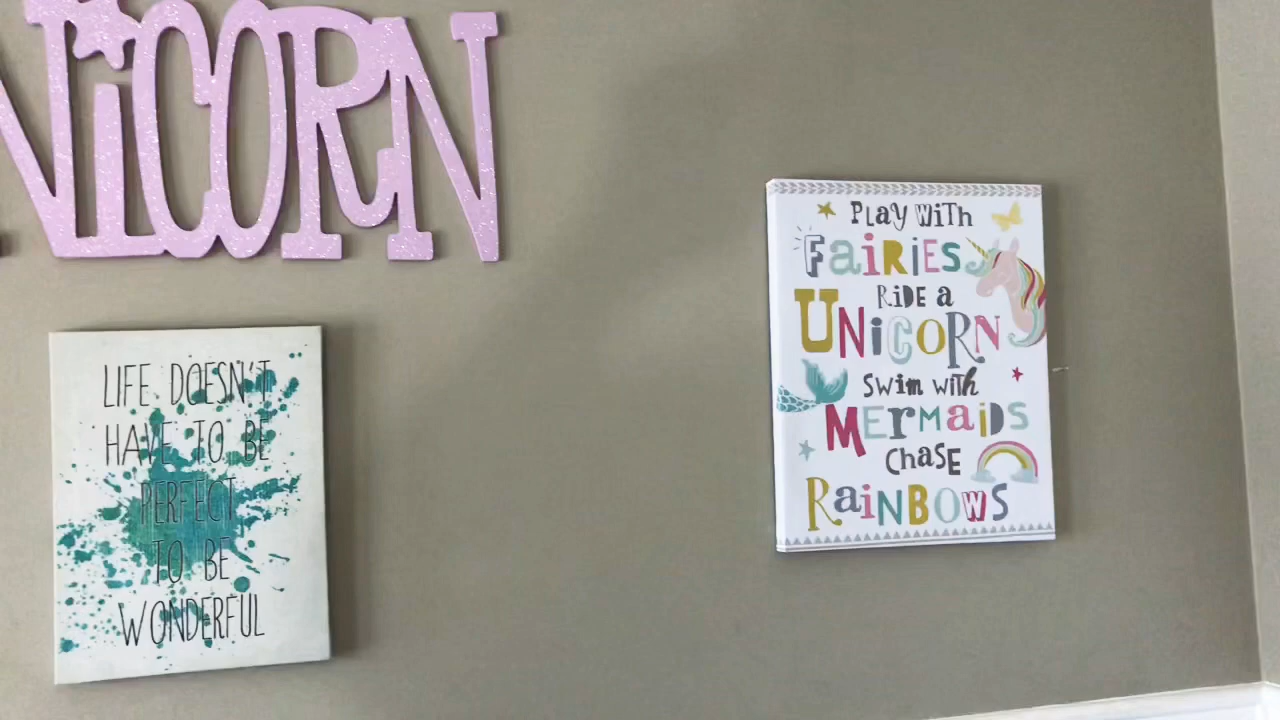 NiCORN
LIFE DOESN'T
HAVE TO BE
PERFECT
TO BE
WONDERFUL
PLAY WiTH
FaiRiES
RiDE a
UNiCORN
SWim WiTh
MERmaiDS
ChaSE
RaiNBOWS